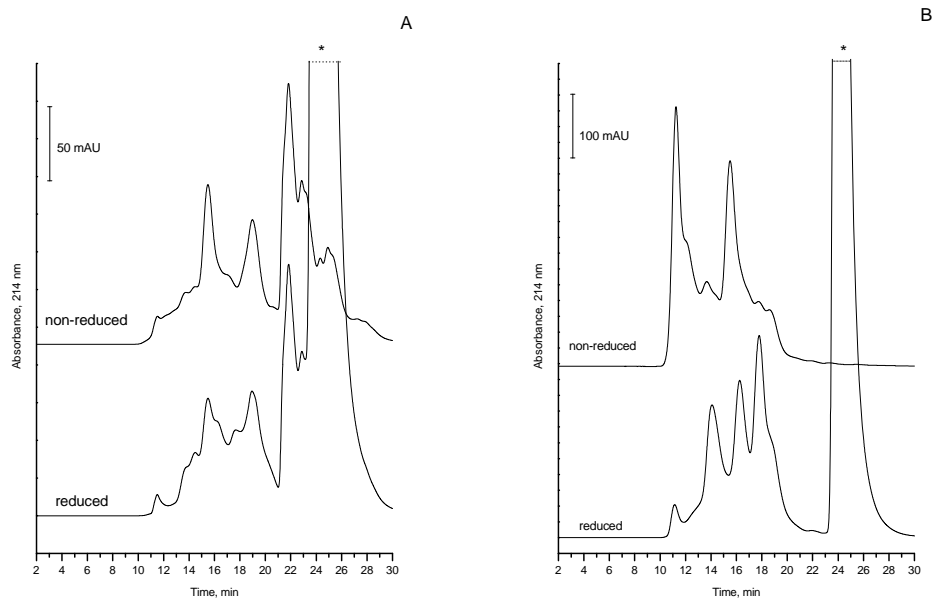 A
*
50 mAU
Absorbance, 214 nm
non-reduced
reduced
2 4 6 8 10 12 14 16 18 20 22 24 26 28 30
Time, min
B
*
100 mAU
Absorbance, 214 nm
non-reduced
reduced
2 4 6 8 10 12 14 16 18 20 22 24 26 28 30
Time, min